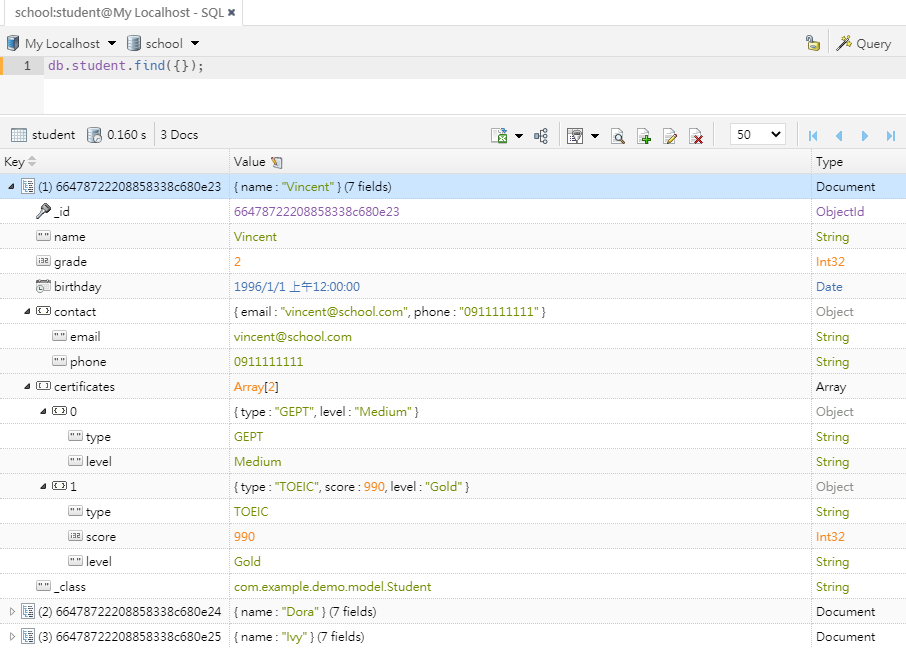 school:student@My Localhost - SQL ×
My Localhost school Query
1 db.student.find({});
student 0.160 s 3 Docs 50
Key Value Type
(1) 66478722208858338c680e23 { name : "Vincent" } (7 fields) Document
_id 66478722208858338c680e23 ObjectId
name Vincent String
grade 2 Int32
birthday 1996/1/1 上午12:00:00 Date
contact { email : "vincent@school.com", phone : "0911111111" } Object
email vincent@school.com String
phone 0911111111 String
certificates Array[2] Array
0 { type : "GEPT", level : "Medium" } Object
type GEPT String
level Medium String
1 { type : "TOEIC", score : 990, level : "Gold" } Object
type TOEIC String
score 990 Int32
level Gold String
_class com.example.demo.model.Student String
(2) 66478722208858338c680e24 { name : "Dora" } (7 fields) Document
(3) 66478722208858338c680e25 { name : "Ivy" } (7 fields) Document